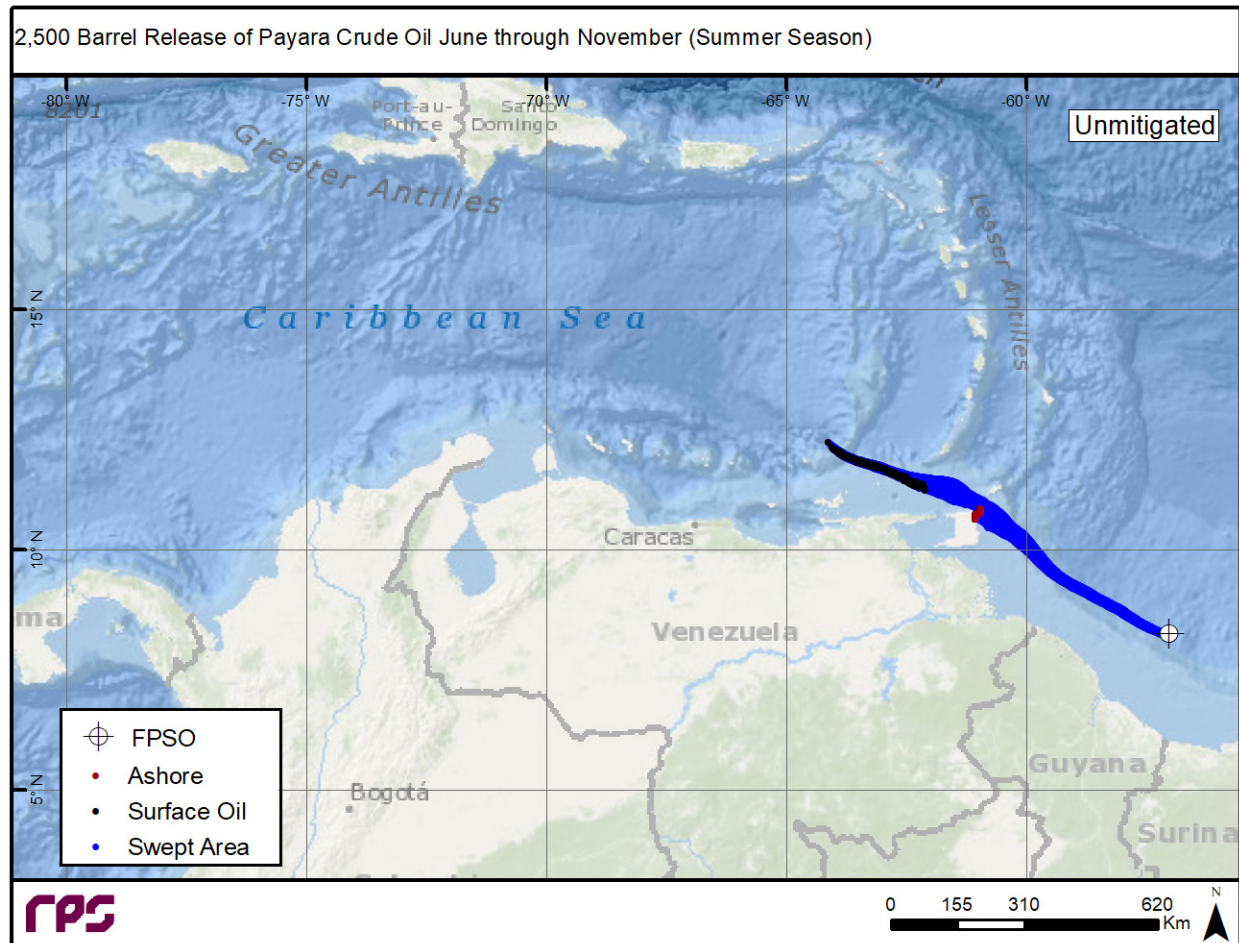 2,500 Barrel Release of Payara Crude Oil June through November (Summer Season)
-80° W
-75° W
-70° W
-65° W
-60° W
8201
Port-au-
Prince
Santo
Domingo
Unmitigated
Greater Antilles
Lesser Antilles
15° N
Caribbean Sea
10° N
Caracas
ma
Venezuela
FPSO
Ashore
Surface Oil
Swept Area
5° N
Bogotá
Guyana
Surina
rps
0 155 310 620
Km
N